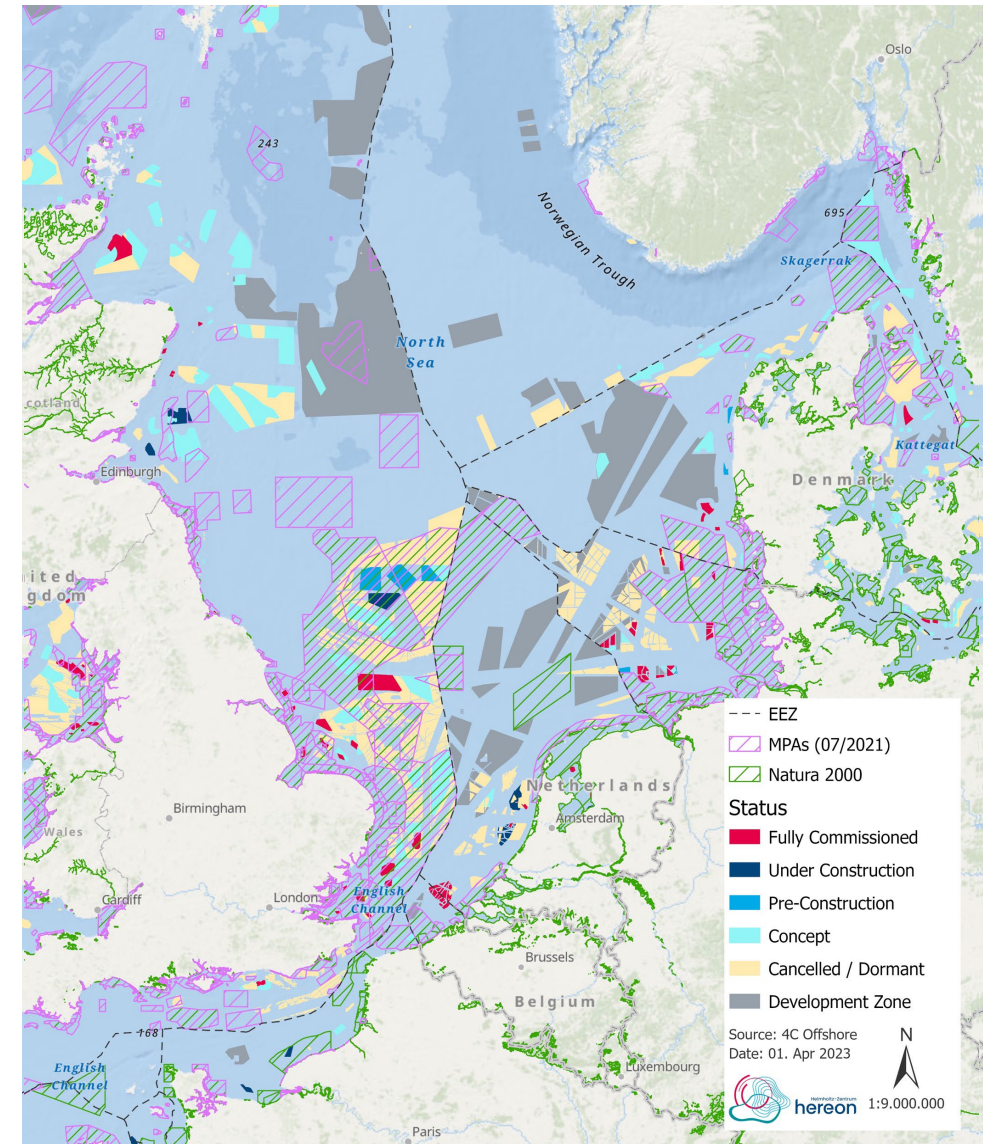 Oslo
243
Norwegian Trough
695
Skagerrak
North
Sea
cotland
Kattegat
Edinburgh
Denmark
ited
gdom
Netherlands
Amsterdam
Birmingham
Wales
Cardiff
London
English
Channel
Brussels
Belgium
168
English
Channel
Luxembourg
Paris
EEZ
MPAs (07/2021)
Natura 2000
Status
Fully Commissioned
Under Construction
Pre-Construction
Concept
Cancelled / Dormant
Development Zone
Source: 4C Offshore
Date: 01. Apr 2023
N
Helmholtz-Zentrum
hereon
1:9.000.000